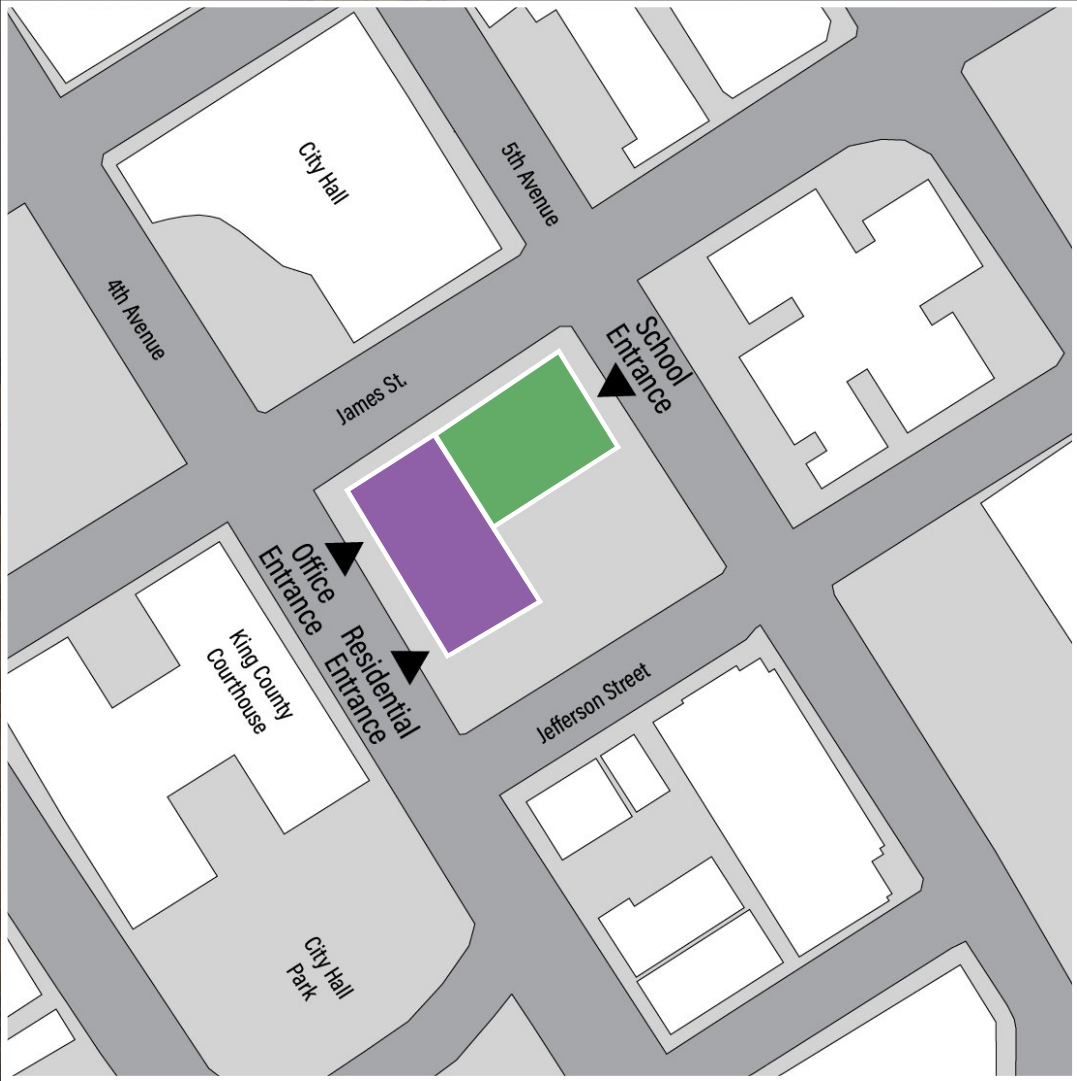 City Hall
5th Avenue
4th Avenue
James St.
School
Entrance
Office
Entrance
Residential
Entrance
King County
Courthouse
Jefferson Street
City Hall
Park